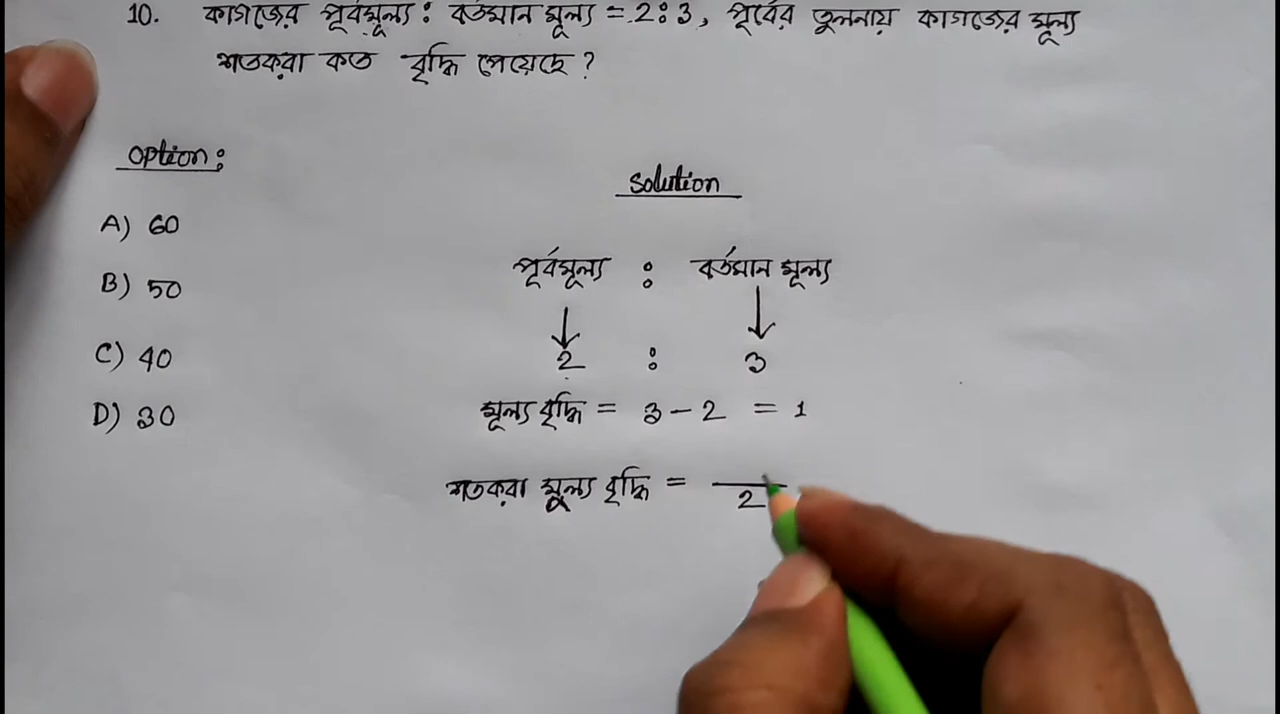 10. কাগজের পূর্বমূল্য : বর্তমান মূল্য = 2 : 3, পূর্বের তুলনায় কাগজের মূল্য
শতকরা কত বৃদ্ধি পেয়েছে ?
option :
A) 60
B) 50
C) 40
D) 30
Solution
পূর্বমূল্য : বর্তমান মূল্য
2 : 3
মূল্য বৃদ্ধি = 3 - 2 = 1
শতকরা মূল্য বৃদ্ধি = —
2